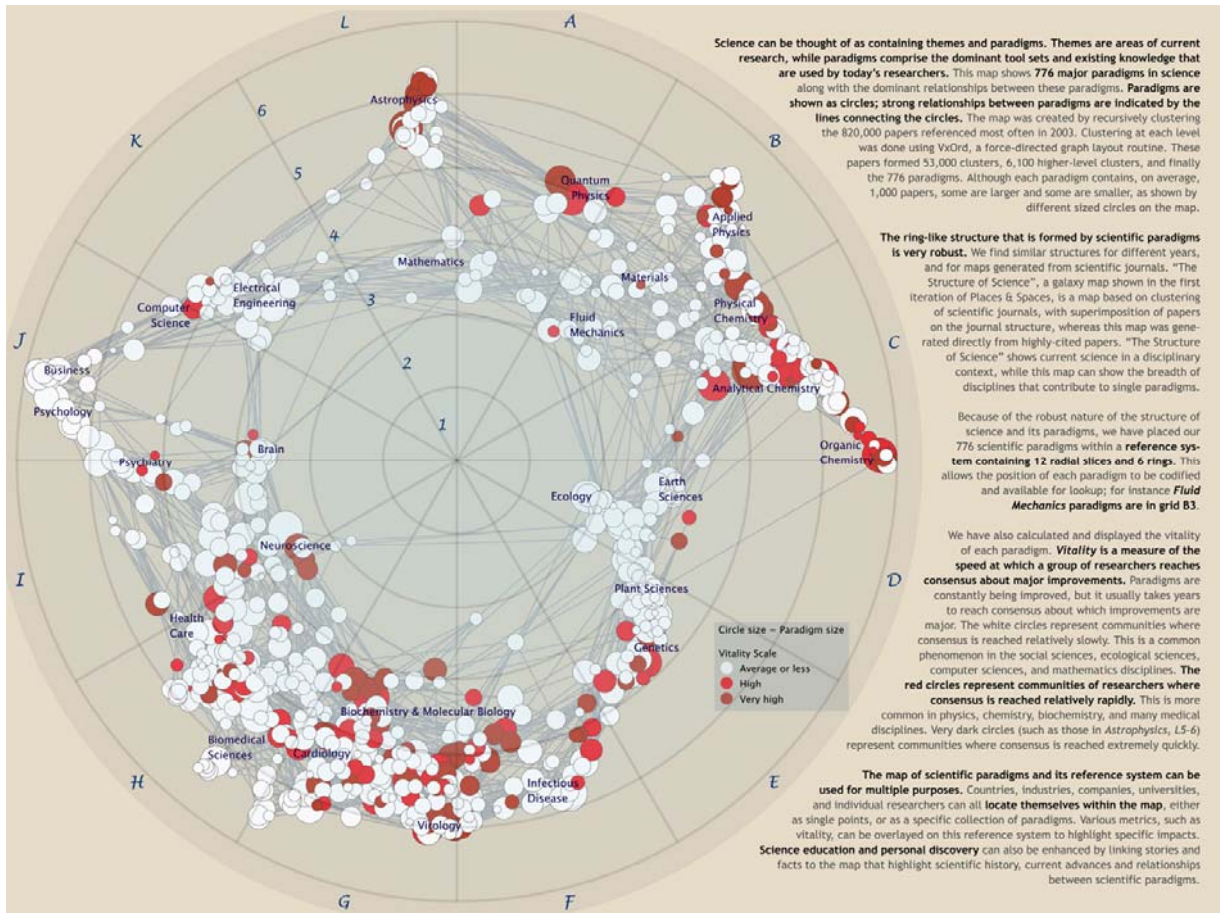 L
A
K
B
J
C
I
D
H
E
G
F
6
5
4
3
2
1
Astrophysics
Quantum
Physics
Applied
Physics
Mathematics
Materials
Electrical
Engineering
Computer
Science
Physical
Chemistry
Fluid
Mechanics
Business
Analytical Chemistry
Psychology
Organic
Chemistry
Brain
Psychiatry
Earth
Sciences
Ecology
Neuroscience
Plant Sciences
Health
Care
Genetics
Biochemistry & Molecular Biology
Biomedical
Sciences
Cardiology
Infectious
Disease
Virology
Circle size = Paradigm size
Vitality Scale
Average or less
High
Very high
Science can be thought of as containing themes and paradigms. Themes are areas of current
research, while paradigms comprise the dominant tool sets and existing knowledge that
are used by today's researchers. This map shows 776 major paradigms in science
along with the dominant relationships between these paradigms. Paradigms are
shown as circles; strong relationships between paradigms are indicated by the
lines connecting the circles. The map was created by recursively clustering
the 820,000 papers referenced most often in 2003. Clustering at each level
was done using VxOrd, a force-directed graph layout routine. These
papers formed 53,000 clusters, 6,100 higher-level clusters, and finally
the 776 paradigms. Although each paradigm contains, on average,
1,000 papers, some are larger and some are smaller, as shown by
different sized circles on the map.
The ring-like structure that is formed by scientific paradigms
is very robust. We find similar structures for different years,
and for maps generated from scientific journals. "The
Structure of Science", a galaxy map shown in the first
iteration of Places & Spaces, is a map based on clustering
of scientific journals, with superimposition of papers
on the journal structure, whereas this map was gene-
rated directly from highly-cited papers. "The Structure
of Science" shows current science in a disciplinary
context, while this map can show the breadth of
disciplines that contribute to single paradigms.
Because of the robust nature of the structure of
science and its paradigms, we have placed our
776 scientific paradigms within a reference sys-
tem containing 12 radial slices and 6 rings. This
allows the position of each paradigm to be codified
and available for lookup; for instance Fluid
Mechanics paradigms are in grid B3.
We have also calculated and displayed the vitality
of each paradigm. Vitality is a measure of the
speed at which a group of researchers reaches
consensus about major improvements. Paradigms are
constantly being improved, but it usually takes years
to reach consensus about which improvements are
major. The white circles represent communities where
consensus is reached relatively slowly. This is a common
phenomenon in the social sciences, ecological sciences,
computer sciences, and mathematics disciplines. The
red circles represent communities of researchers where
consensus is reached relatively rapidly. This is more
common in physics, chemistry, biochemistry, and many medical
disciplines. Very dark circles (such as those in Astrophysics, L5-6)
represent communities where consensus is reached extremely quickly.
The map of scientific paradigms and its reference system can be
used for multiple purposes. Countries, industries, companies, universities,
and individual researchers can all locate themselves within the map, either
as single points, or as a specific collection of paradigms. Various metrics, such as
vitality, can be overlayed on this reference system to highlight specific impacts.
Science education and personal discovery can also be enhanced by linking stories and
facts to the map that highlight scientific history, current advances and relationships
between scientific paradigms.